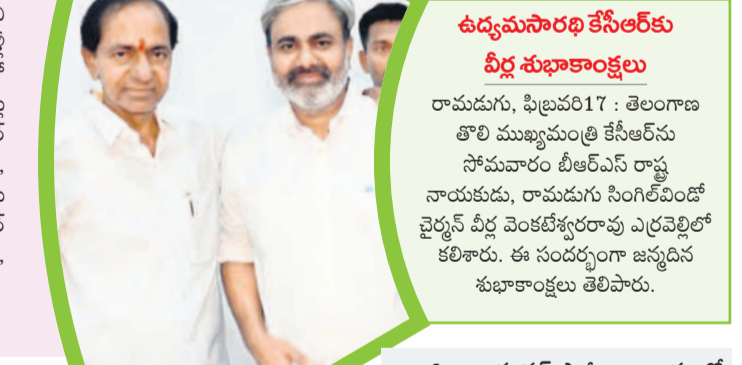 ఉద్యమసారథి కేసీఆర్‌కు
వీర్ల శుభాకాంక్షలు
రామడుగు, ఫిబ్రవరి17 : తెలంగాణ
తొలి ముఖ్యమంత్రి కేసీఆర్‌ను
సోమవారం బీఆర్ఎస్ రాష్ట్ర
నాయకుడు, రామడుగు సింగిల్‌విండో
చైర్మన్ వీర్ల వెంకటేశ్వరరావు ఎర్రవెల్లిలో
కలిశారు. ఈ సందర్భంగా జన్మదిన
శుభాకాంక్షలు తెలిపారు.